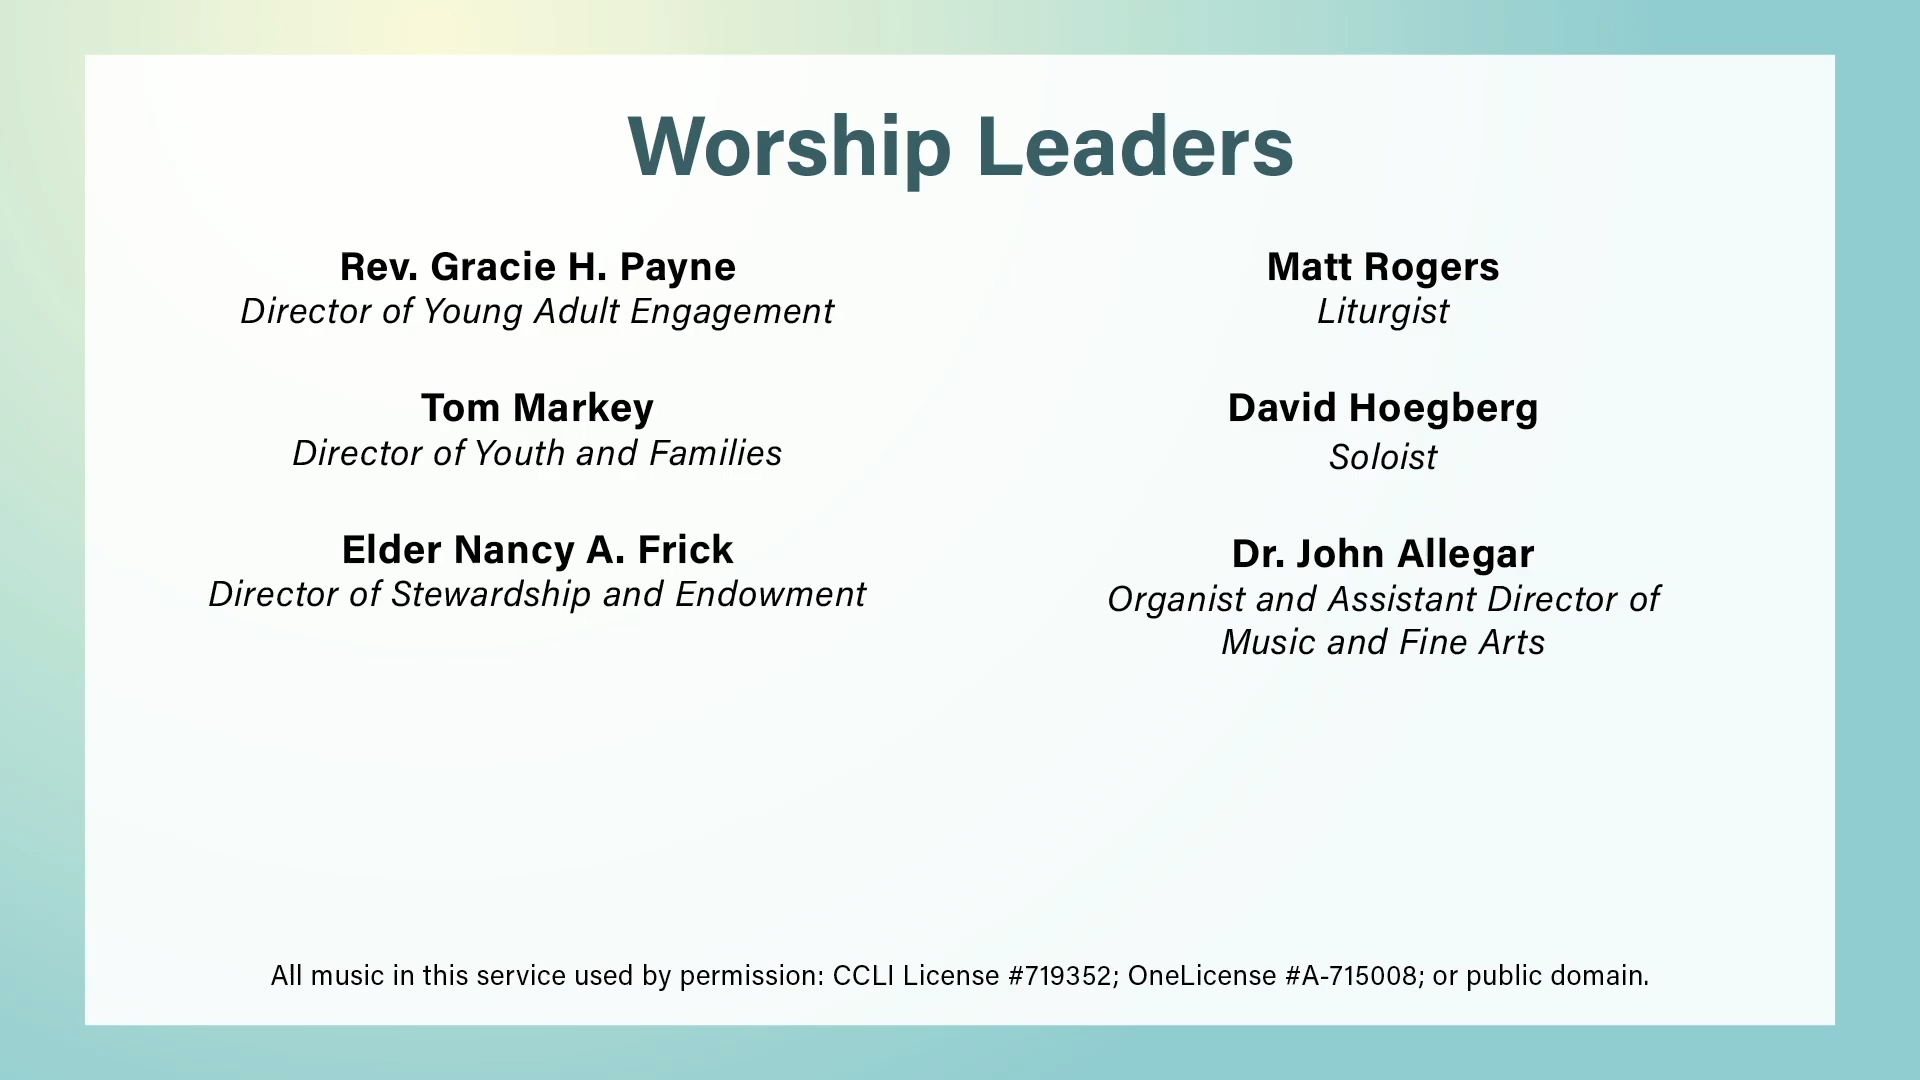 Worship Leaders
Rev. Gracie H. Payne
Director of Young Adult Engagement
Tom Markey
Director of Youth and Families
Elder Nancy A. Frick
Director of Stewardship and Endowment
Matt Rogers
Liturgist
David Hoegberg
Soloist
Dr. John Allegar
Organist and Assistant Director of
Music and Fine Arts
All music in this service used by permission: CCLI License #719352; OneLicense #A-715008; or public domain.